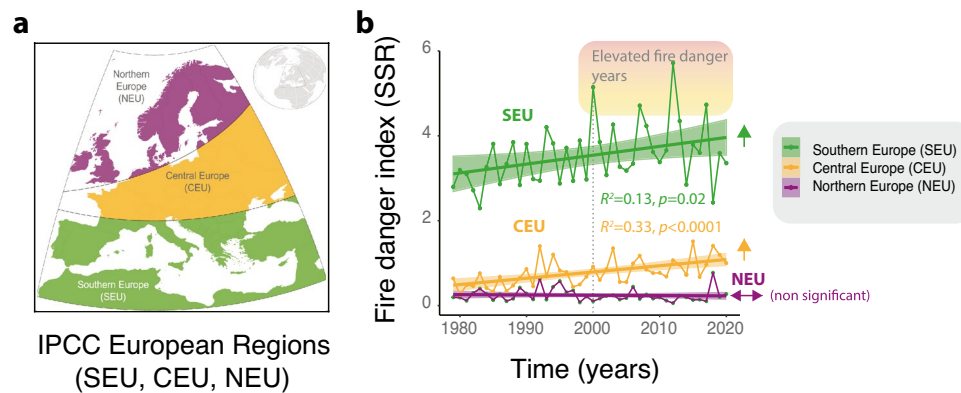 a
Northern
Europe
(NEU)
Central Europe
(CEU)
Southern Europe
(SEU)
IPCC European Regions
(SEU, CEU, NEU)
b
Fire danger index (SSR)
6
4
2
0
Elevated fire danger
years
SEU
R²=0.13, p=0.02
R²=0.33, p<0.0001
CEU
NEU
(non significant)
1980
1990
2000
2010
2020
Time (years)
Southern Europe (SEU)
Central Europe (CEU)
Northern Europe (NEU)